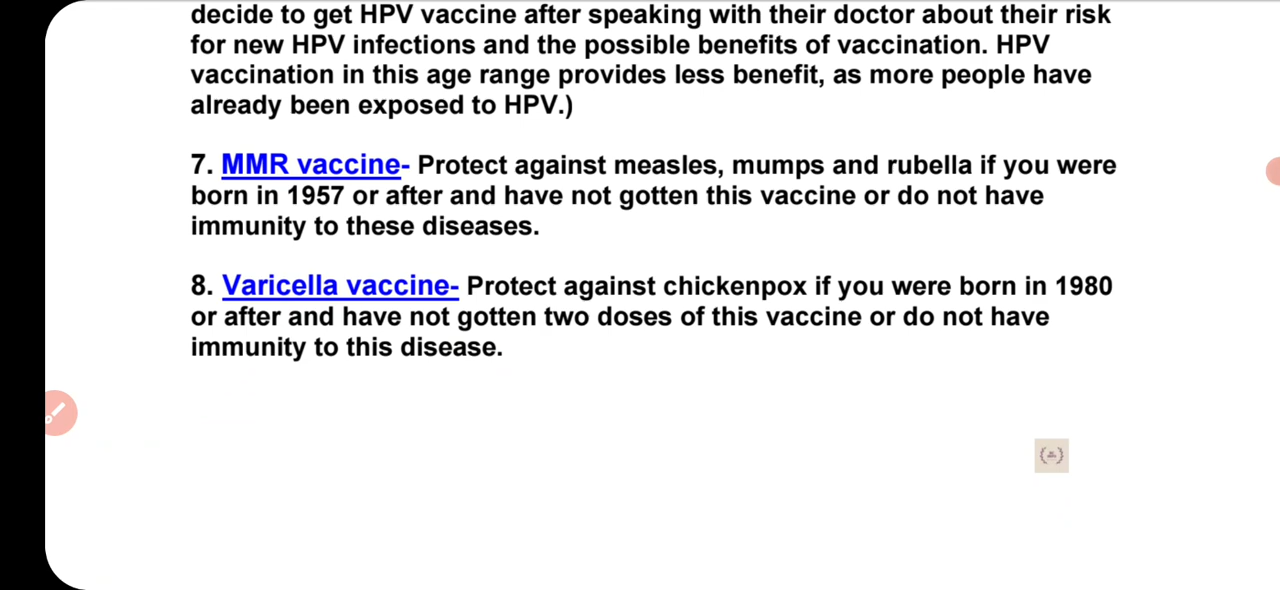 decide to get HPV vaccine after speaking with their doctor about their risk
for new HPV infections and the possible benefits of vaccination. HPV
vaccination in this age range provides less benefit, as more people have
already been exposed to HPV.)
7. MMR vaccine- Protect against measles, mumps and rubella if you were
born in 1957 or after and have not gotten this vaccine or do not have
immunity to these diseases.
8. Varicella vaccine- Protect against chickenpox if you were born in 1980
or after and have not gotten two doses of this vaccine or do not have
immunity to this disease.